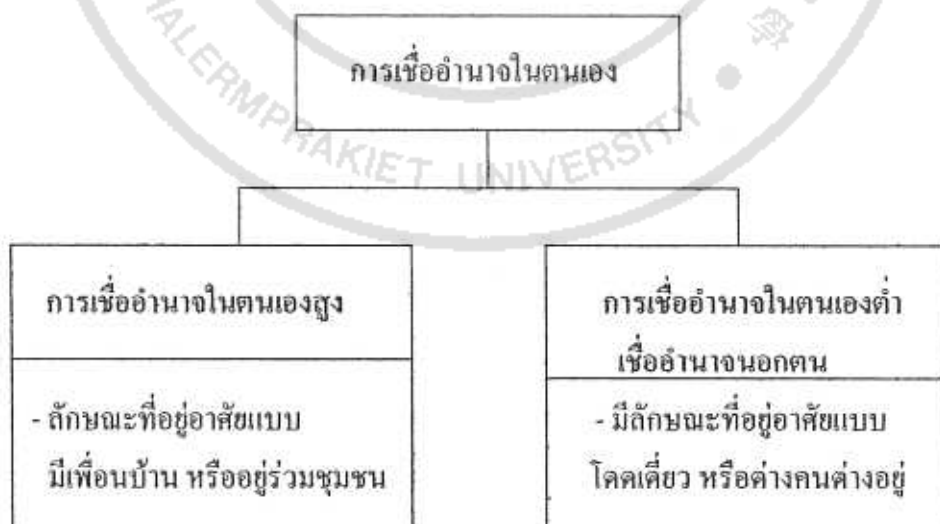 HALERMPRAKIET UNIVERSITY
การเชื่ออำนาจในตนเอง
การเชื่ออำนาจในตนเองสูง
- ลักษณะที่อยู่อาศัยแบบ
มีเพื่อนบ้าน หรืออยู่ร่วมชุมชน
การเชื่ออำนาจในตนเองต่ำ
เชื่ออำนาจนอกตน
- มีลักษณะที่อยู่อาศัยแบบ
โดดเดี่ยว หรือต่างคนต่างอยู่